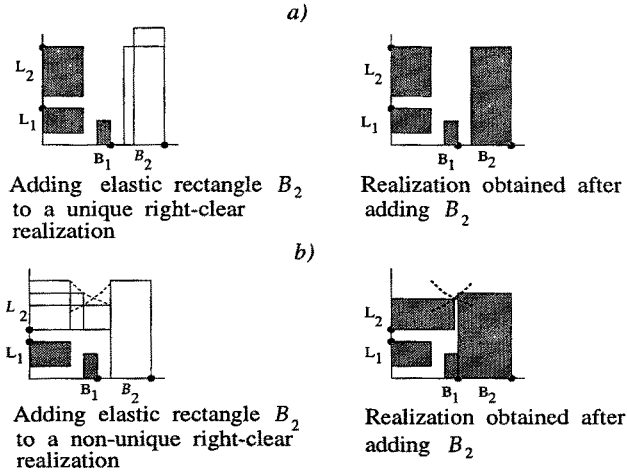 a)
L2
L1
B1 B2
L2
L1
B1 B2
Adding elastic rectangle B2
to a unique right-clear
realization
Realization obtained after
adding B2
b)
L2
L1
B1 B2
L2
L1
B1 B2
Adding elastic rectangle B2
to a non-unique right-clear
realization
Realization obtained after
adding B2